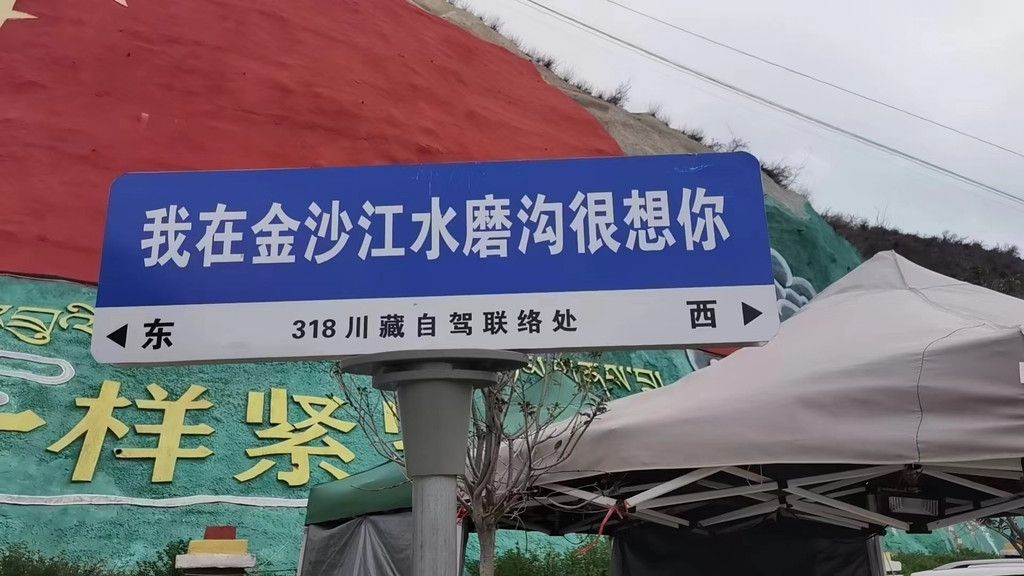 我在金沙江水磨沟很想你
东 318川藏自驾联络处 西
样紧